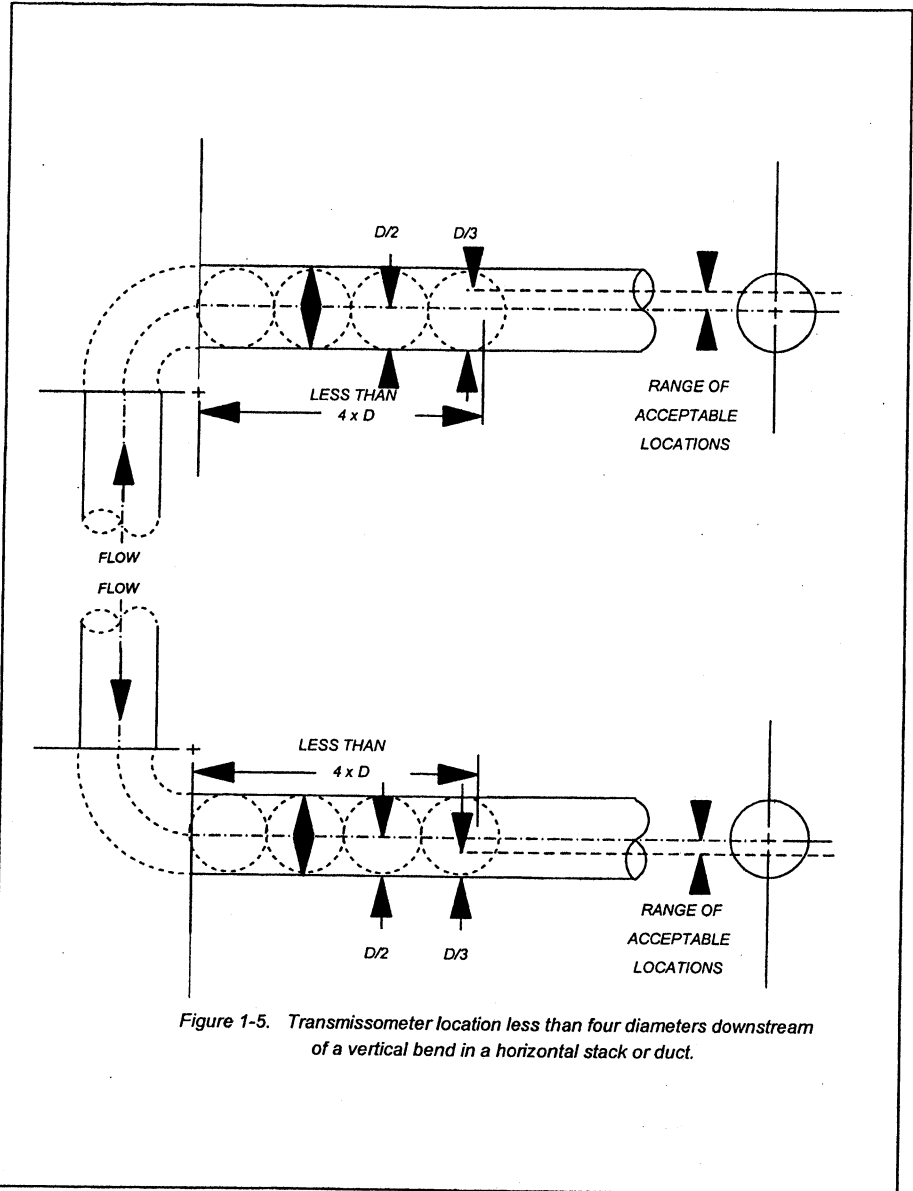 D/2 D/3
LESS THAN
4 x D
RANGE OF
ACCEPTABLE
LOCATIONS
FLOW
FLOW
LESS THAN
4 x D
RANGE OF
ACCEPTABLE
LOCATIONS
D/2 D/3
Figure 1-5. Transmissometer location less than four diameters downstream
of a vertical bend in a horizontal stack or duct.